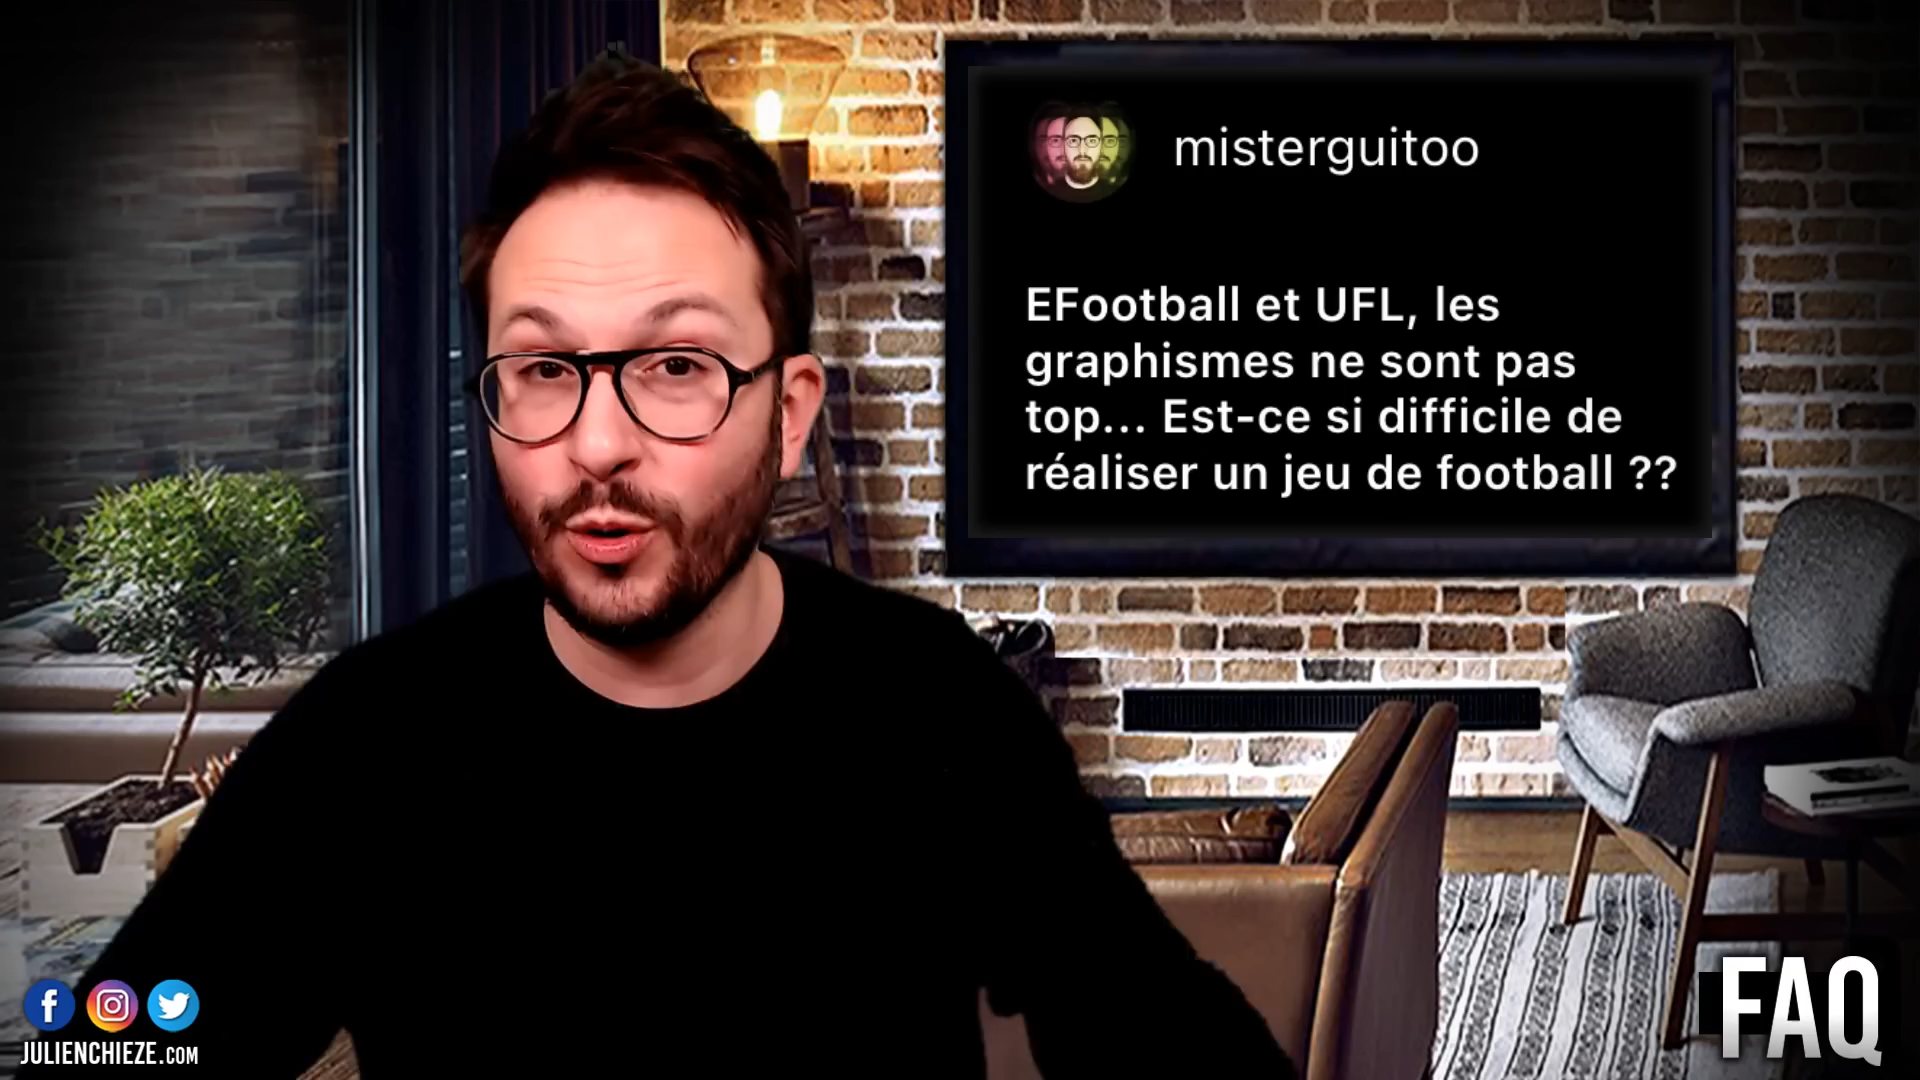 misterguitoo
EFootball et UFL, les
graphismes ne sont pas
top... Est-ce si difficile de
réaliser un jeu de football ??
JULIENCHIEZE.COM
FAQ